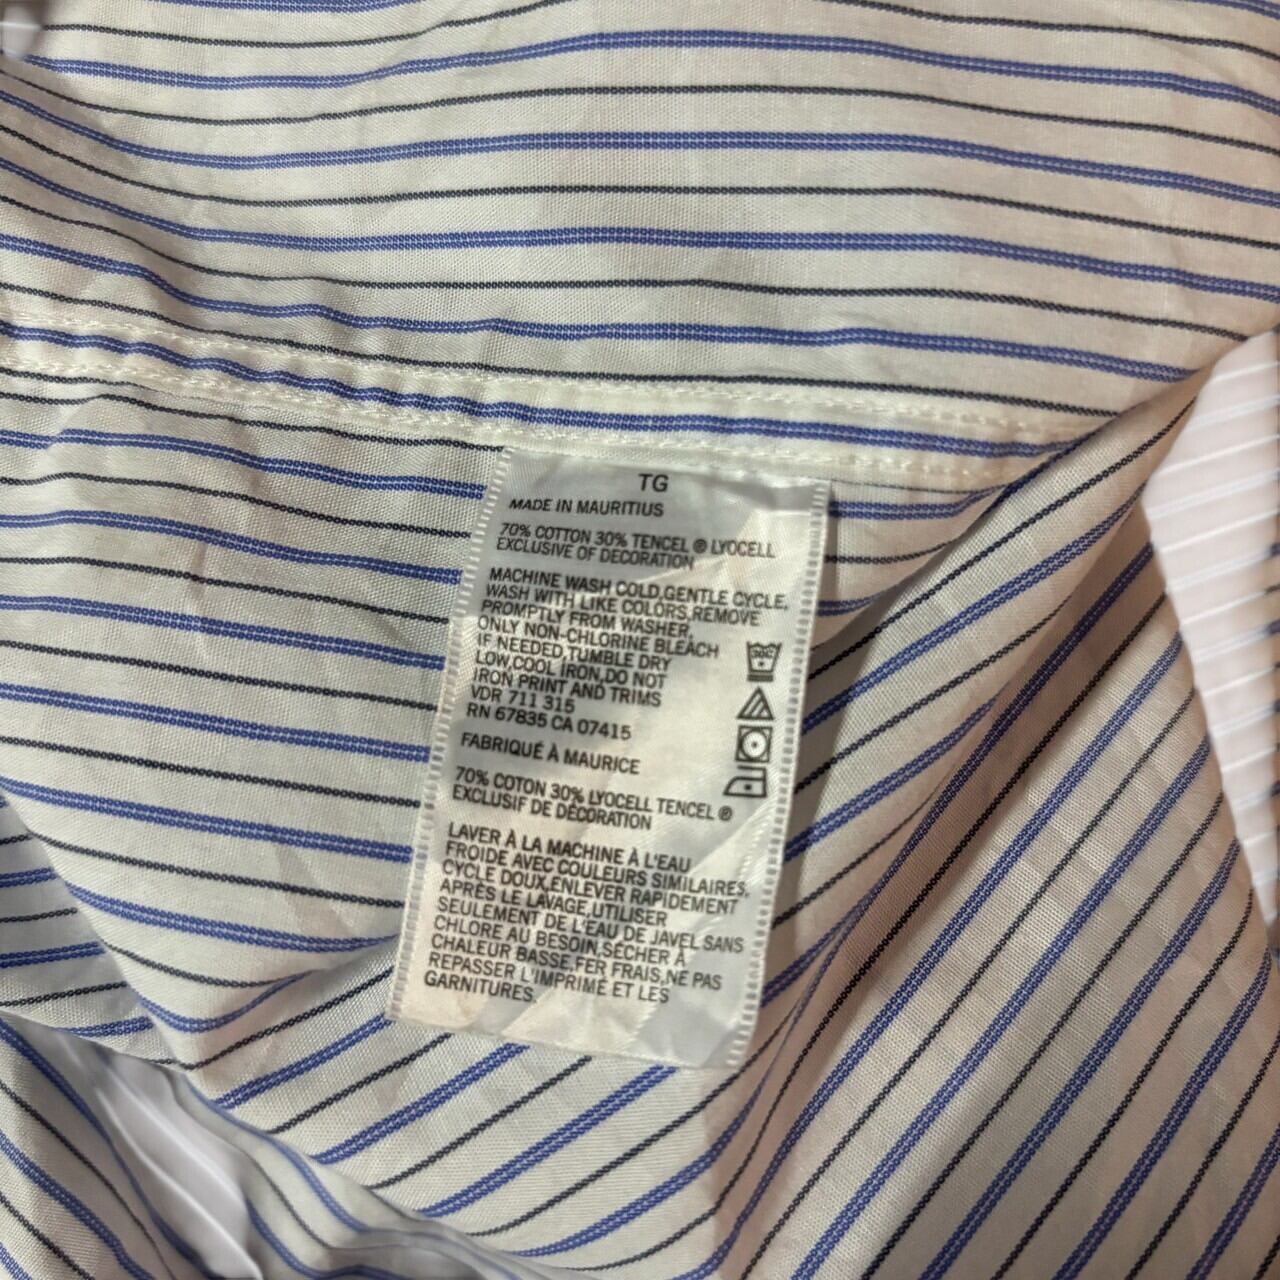 TG
MADE IN MAURITIUS
70% COTTON 30% TENCEL ® LYOCELL
EXCLUSIVE OF DECORATION
MACHINE WASH COLD,GENTLE CYCLE,
WASH WITH LIKE COLORS,REMOVE
PROMPTLY FROM WASHER,
ONLY NON-CHLORINE BLEACH
IF NEEDED,TUMBLE DRY
LOW,COOL IRON,DO NOT
IRON PRINT AND TRIMS
VDR 711 315
RN 67835 CA 07415
FABRIQUÉ À MAURICE
70% COTON 30% LYOCELL TENCEL ®
EXCLUSIF DE DÉCORATION
LAVER À LA MACHINE À L'EAU
FROIDE AVEC COULEURS SIMILAIRES,
CYCLE DOUX,ENLEVER RAPIDEMENT
APRÈS LE LAVAGE,UTILISER
SEULEMENT DE L'EAU DE JAVEL SANS
CHLORE AU BESOIN,SÉCHER À
CHALEUR BASSE,FER FRAIS,NE PAS
REPASSER L'IMPRIMÉ ET LES
GARNITURES.